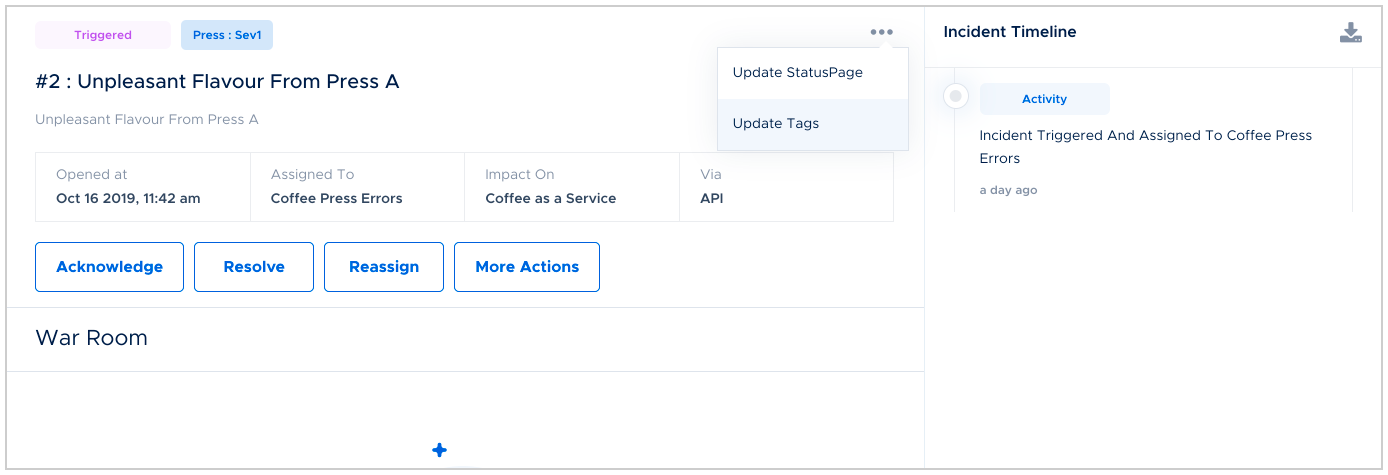 Triggered
Press : Sev1
#2 : Unpleasant Flavour From Press A
Unpleasant Flavour From Press A
Update StatusPage
Update Tags
Opened at
Oct 16 2019, 11:42 am
Assigned To
Coffee Press Errors
Impact On
Coffee as a Service
Via
API
Acknowledge
Resolve
Reassign
More Actions
War Room
Incident Timeline
Activity
Incident Triggered And Assigned To Coffee Press
Errors
a day ago